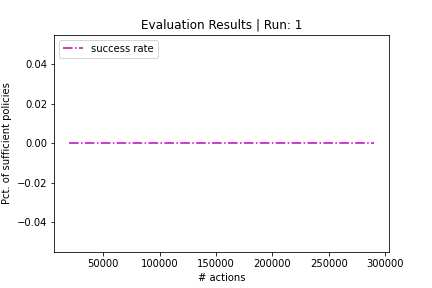 Evaluation Results | Run: 1
success rate
Pct. of sufficient policies
0.04
0.02
0.00
−0.02
−0.04
50000 100000 150000 200000 250000 300000
# actions